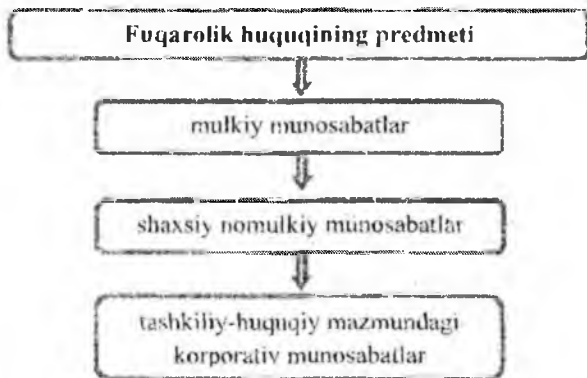 Fuqarolik huquqining predmeti
mulkiy munosabatlar
shaxsiy nomulkiy munosabatlar
tashkiliy-huquqiy mazmundagi
korporativ munosabatlar